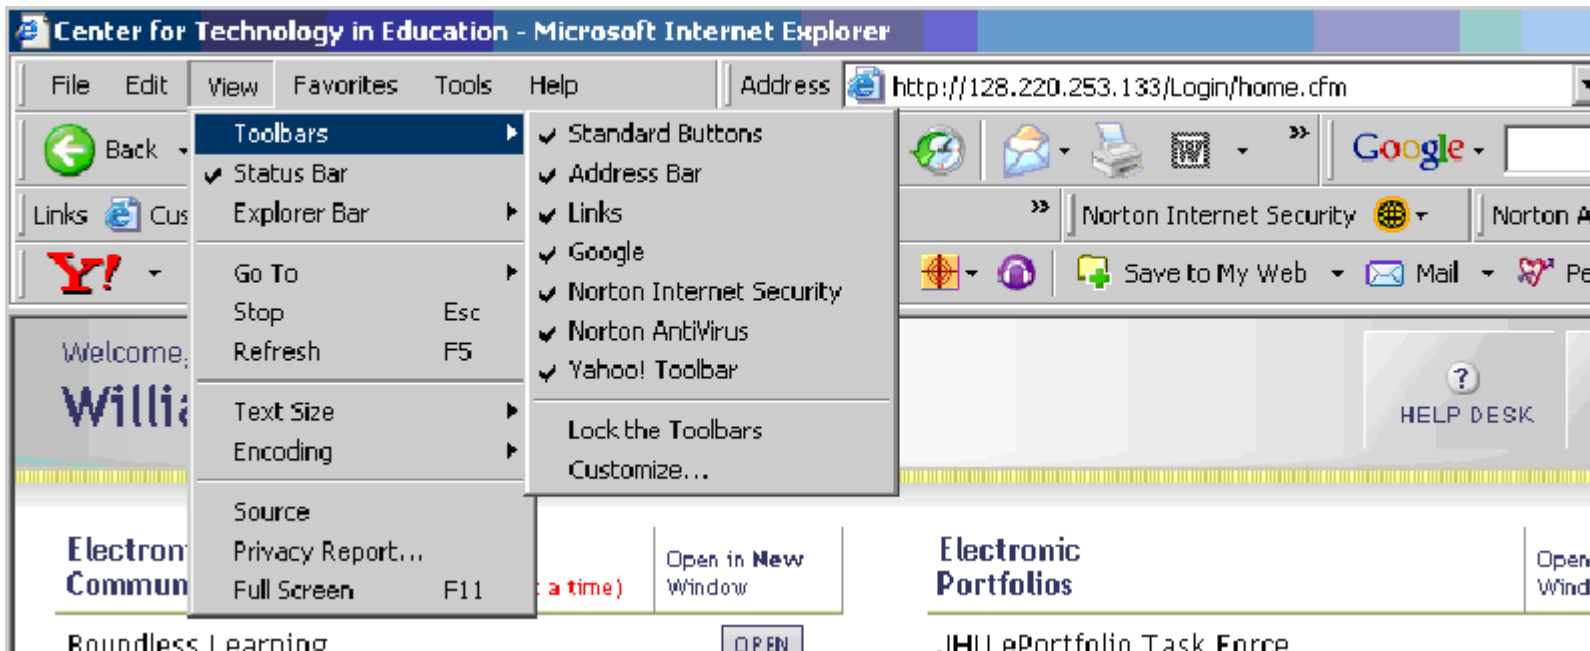 Center for Technology in Education - Microsoft Internet Explorer
File Edit View Favorites Tools Help Address http://128.220.253.133/Login/home.cfm
Back Google
Links Norton Internet Security Norton
Y! Save to My Web Mail
Toolbars
Status Bar
Explorer Bar
Go To
Stop Esc
Refresh F5
Text Size
Encoding
Source
Privacy Report...
Full Screen F11
Standard Buttons
Address Bar
Links
Google
Norton Internet Security
Norton AntiVirus
Yahoo! Toolbar
Lock the Toolbars
Customize...
Welcome,
? HELP DESK
a time)
Open in New
Window
Electronic
Portfolios
Boundless Learning OPEN JHU ePortfolio Task Force